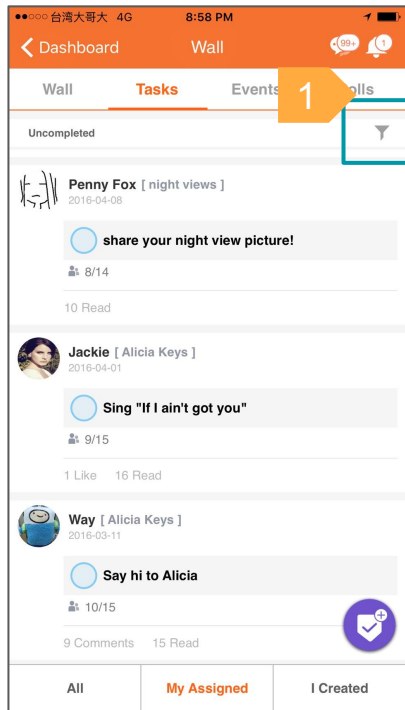 台湾大哥大 4G 8:58 PM
Dashboard Wall 99+ 1
Wall Tasks Events olls
1
Uncompleted
Penny Fox [ night views ]
2016-04-08
share your night view picture!
8/14
10 Read
Jackie [ Alicia Keys ]
2016-04-01
Sing "If I ain't got you"
9/15
1 Like 16 Read
Way [ Alicia Keys ]
2016-03-11
Say hi to Alicia
10/15
9 Comments 15 Read
All My Assigned I Created